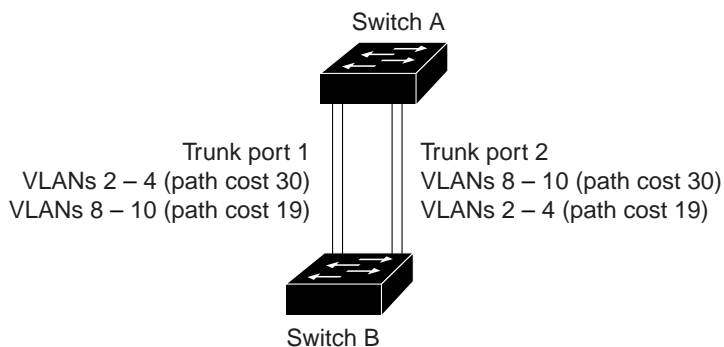 Switch A
Trunk port 1
VLANs 2 – 4 (path cost 30)
VLANs 8 – 10 (path cost 19)
Trunk port 2
VLANs 8 – 10 (path cost 30)
VLANs 2 – 4 (path cost 19)
Switch B